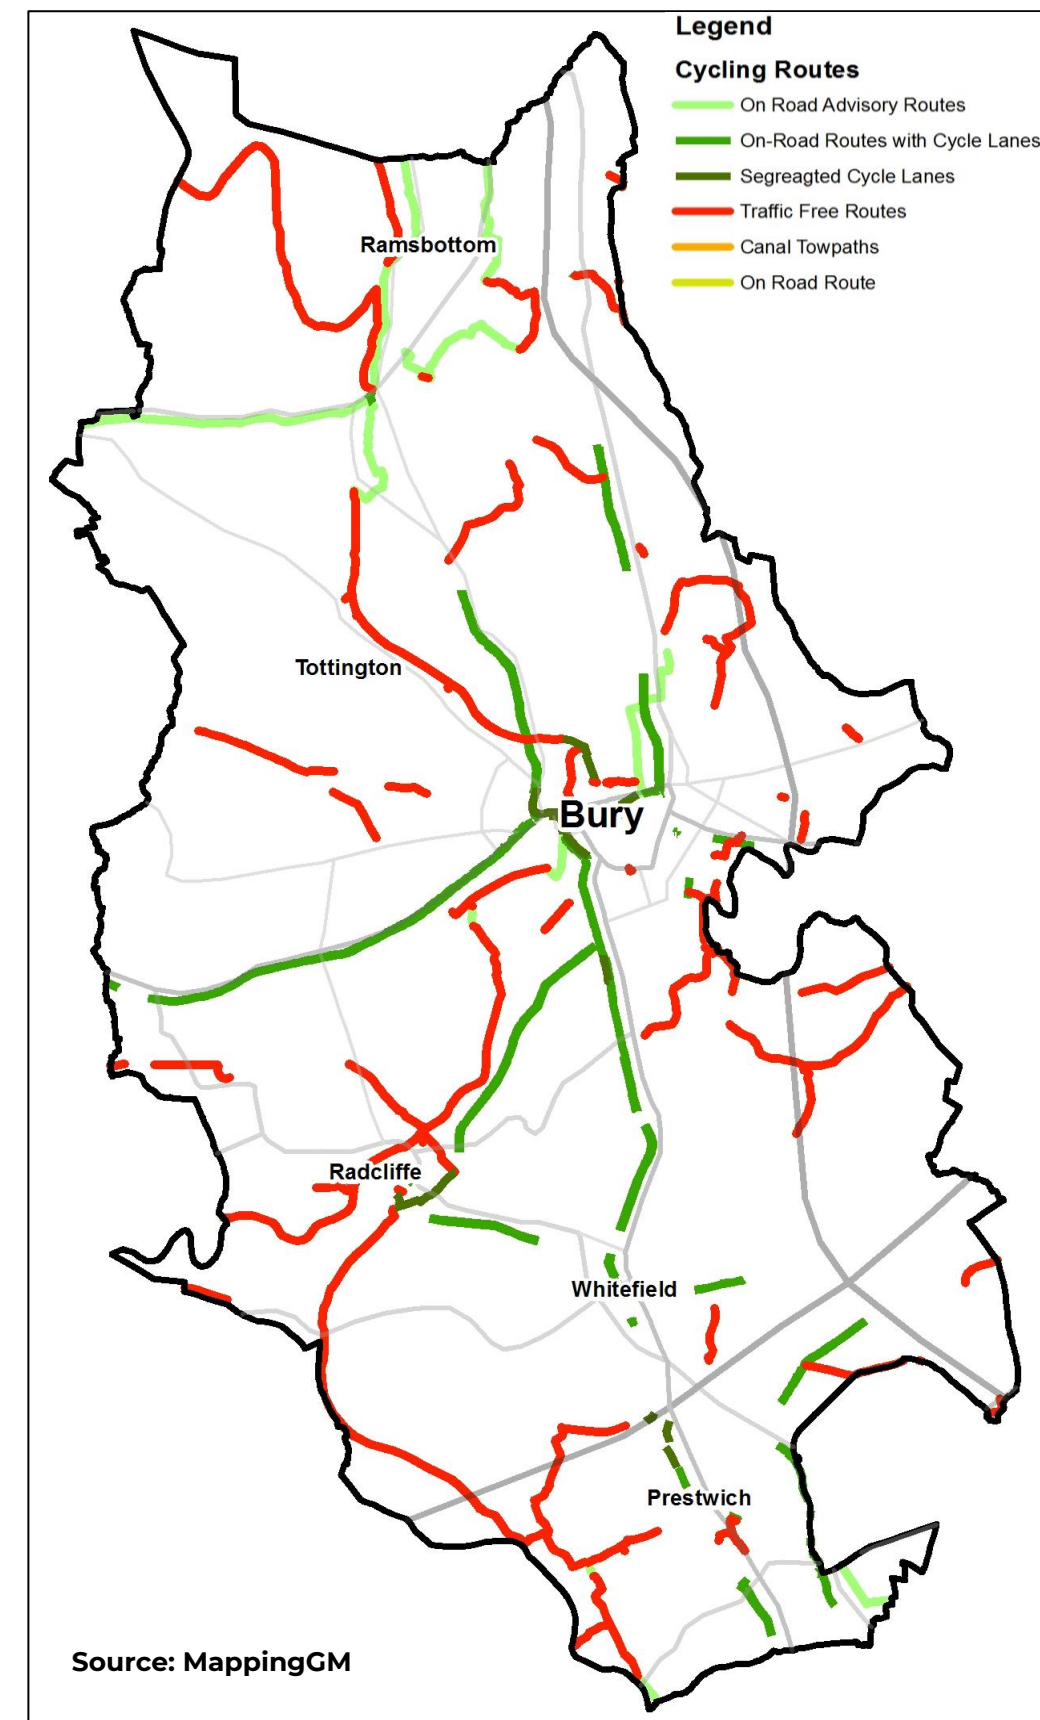 Legend
Cycling Routes
On Road Advisory Routes
On-Road Routes with Cycle Lanes
Segreagted Cycle Lanes
Traffic Free Routes
Canal Towpaths
On Road Route
Ramsbottom
Tottington
Bury
Radcliffe
Whitefield
Prestwich
Source: MappingGM